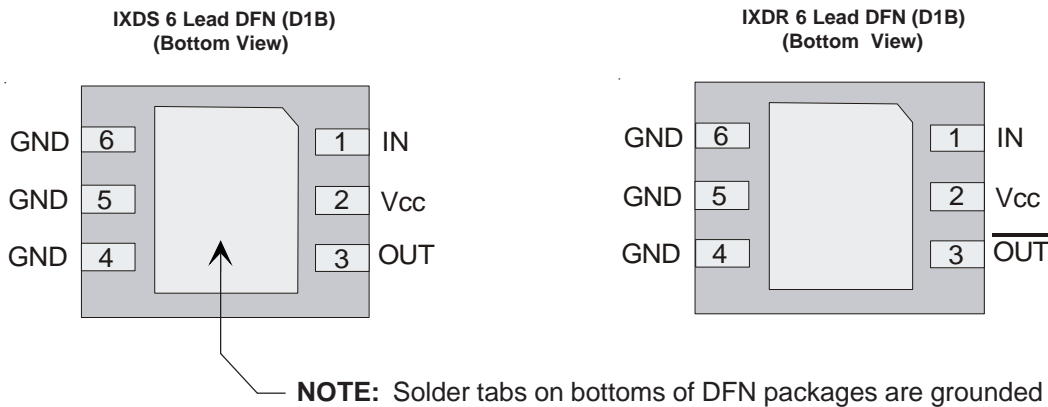 IXDS 6 Lead DFN (D1B)
(Bottom View)
GND 6 1 IN
GND 5 2 Vcc
GND 4 3 OUT
IXDR 6 Lead DFN (D1B)
(Bottom View)
GND 6 1 IN
GND 5 2 Vcc
GND 4 3 O̅U̅T̅
NOTE: Solder tabs on bottoms of DFN packages are grounded